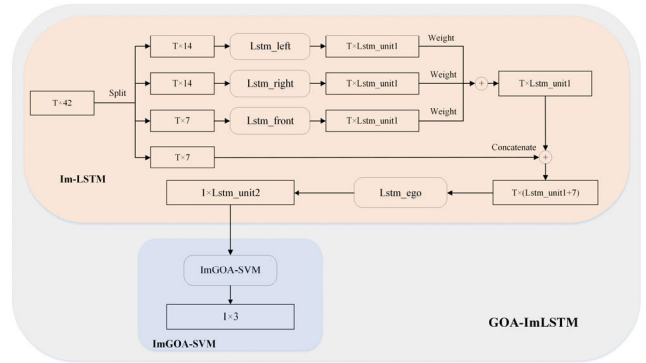 T×14
Lstm_left
T×Lstm_unit1
Weight
T×42
Split
T×14
Lstm_right
T×Lstm_unit1
Weight
+
T×Lstm_unit1
T×7
Lstm_front
T×Lstm_unit1
Weight
T×7
Concatenate
+
Im-LSTM
1×Lstm_unit2
Lstm_ego
T×(Lstm_unit1+7)
ImGOA-SVM
1×3
ImGOA-SVM
GOA-ImLSTM